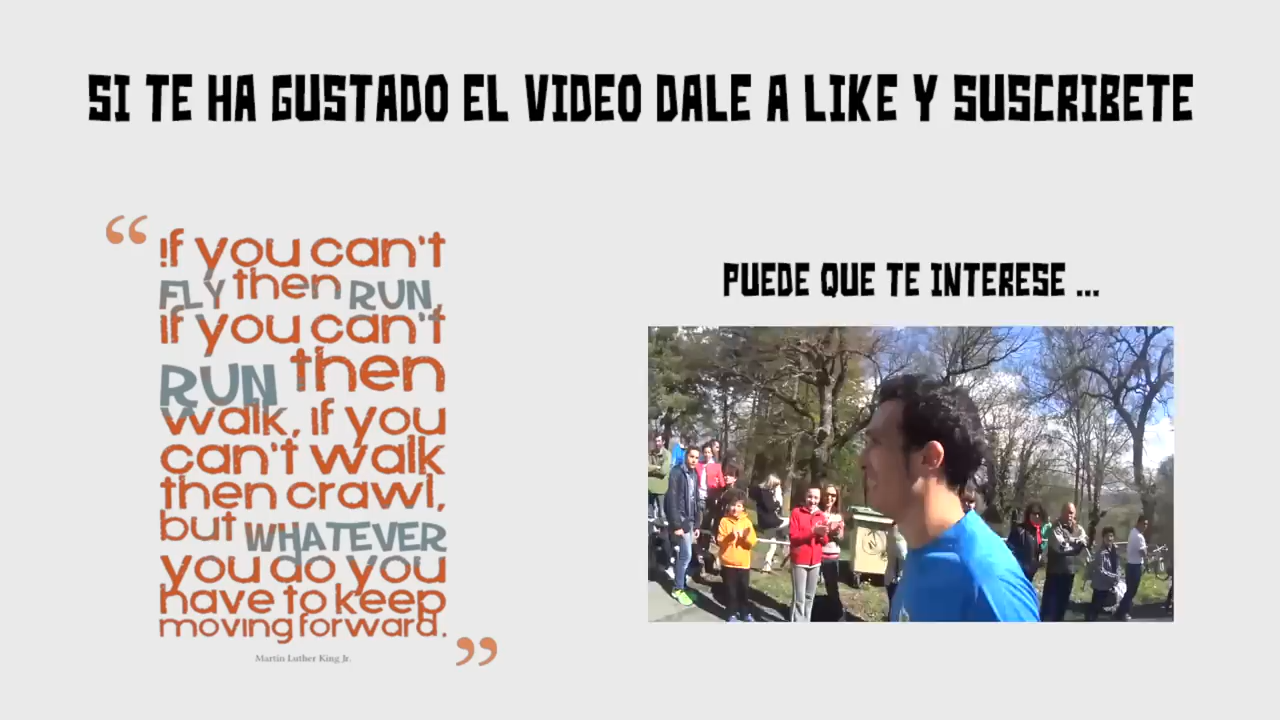 SI TE HA GUSTADO EL VIDEO DALE A LIKE Y SUSCRIBETE
“ if you can't
FLY then RUN,
if you can't
RUN then
walk, if you
can't walk
then crawl,
but WHATEVER
you do you
have to keep
moving forward. ”
Martin Luther King Jr.
PUEDE QUE TE INTERESE ...